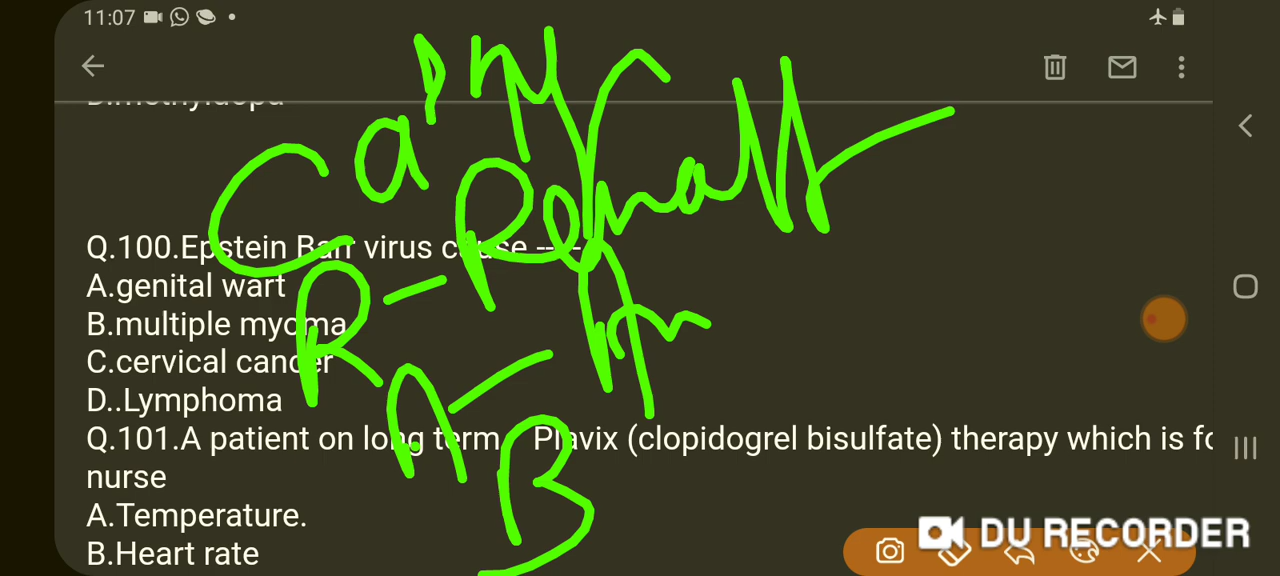 11:07
Q.100.Epstein Barr virus cause -----
A.genital wart
B.multiple myoma
C.cervical cancer
D..Lymphoma
Q.101.A patient on long term Plavix (clopidogrel bisulfate) therapy which is fo
nurse
A.Temperature.
B.Heart rate
R -
A -
B
DU RECORDER